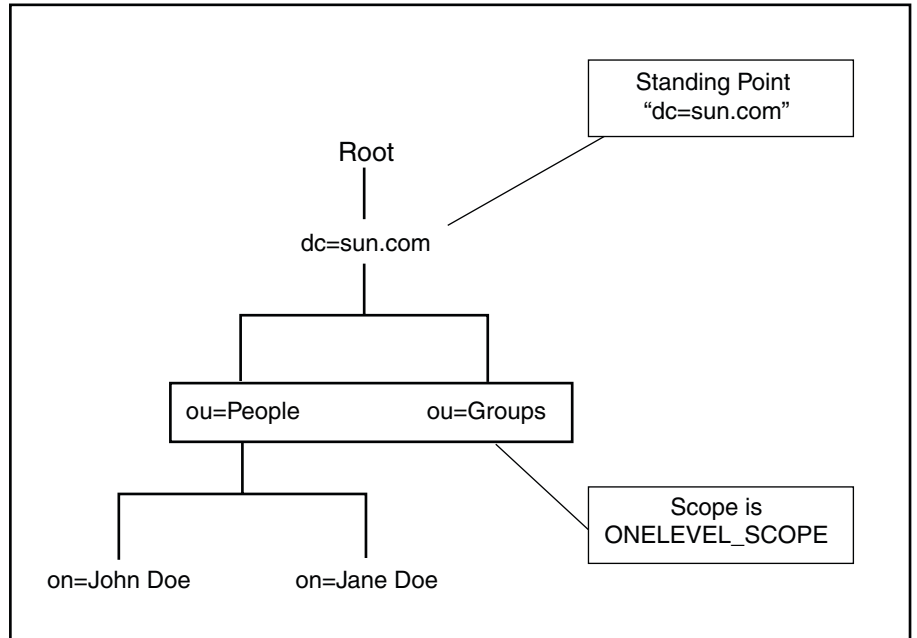 Standing Point
“dc=sun.com”
Root
dc=sun.com
ou=People
ou=Groups
Scope is
ONELEVEL_SCOPE
on=John Doe
on=Jane Doe